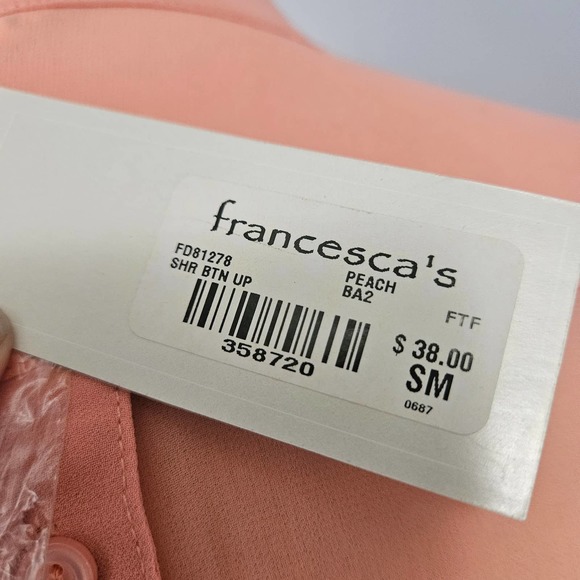 francesca's
FD81278 PEACH
SHR BTN UP BA2
FTF
358720
$ 38.00
SM
0687